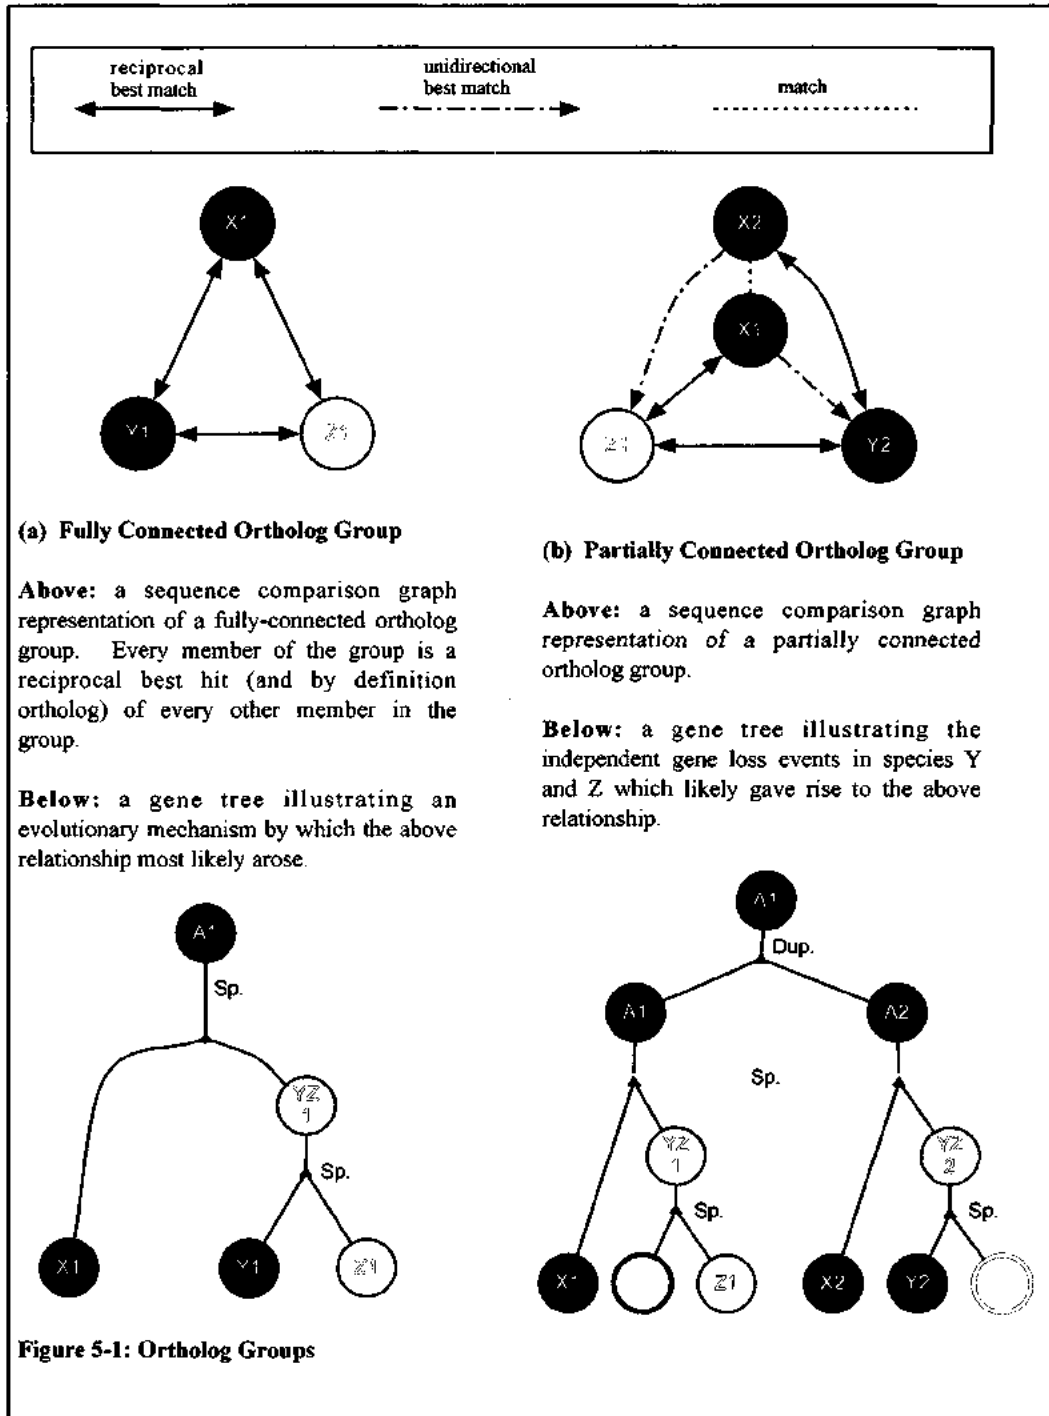 reciprocal
best match
unidirectional
best match
match
X1
Y1
Z1
X2
X1
Z1
Y2
(a) Fully Connected Ortholog Group
Above: a sequence comparison graph
representation of a fully-connected ortholog
group. Every member of the group is a
reciprocal best hit (and by definition
ortholog) of every other member in the
group.
Below: a gene tree illustrating an
evolutionary mechanism by which the above
relationship most likely arose.
(b) Partially Connected Ortholog Group
Above: a sequence comparison graph
representation of a partially connected
ortholog group.
Below: a gene tree illustrating the
independent gene loss events in species Y
and Z which likely gave rise to the above
relationship.
A1
Sp.
YZ
1
Sp.
X1
Y1
Z1
A1
Dup.
A1
A2
Sp.
YZ
1
YZ
2
Sp.
Sp.
X1
Z1
X2
Y2
Figure 5-1: Ortholog Groups